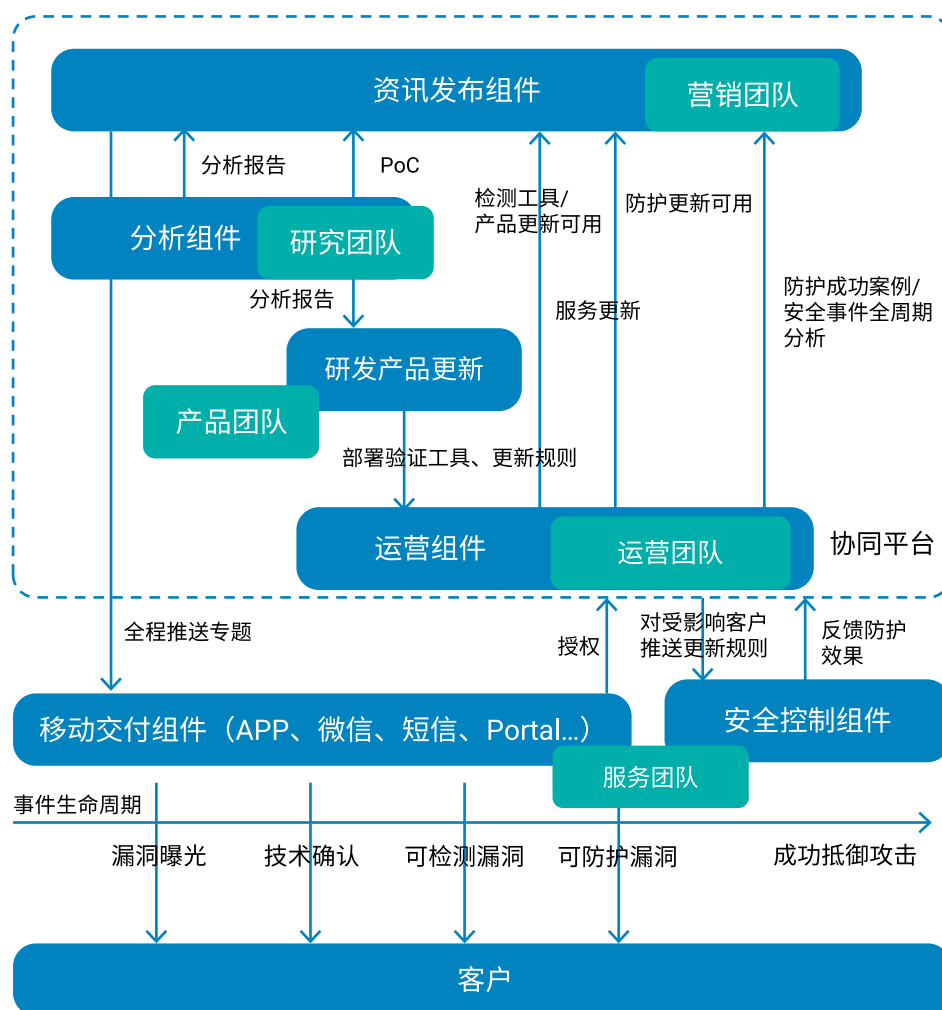 资讯发布组件
营销团队
分析报告
PoC
检测工具/
产品更新可用
防护更新可用
分析组件
研究团队
分析报告
服务更新
防护成功案例/
安全事件全周期
分析
研发产品更新
产品团队
部署验证工具、更新规则
运营组件
运营团队
协同平台
全程推送专题
授权
对受影响客户
推送更新规则
反馈防护
效果
移动交付组件（APP、微信、短信、Portal...）
安全控制组件
服务团队
事件生命周期
漏洞曝光
技术确认
可检测漏洞
可防护漏洞
成功抵御攻击
客户